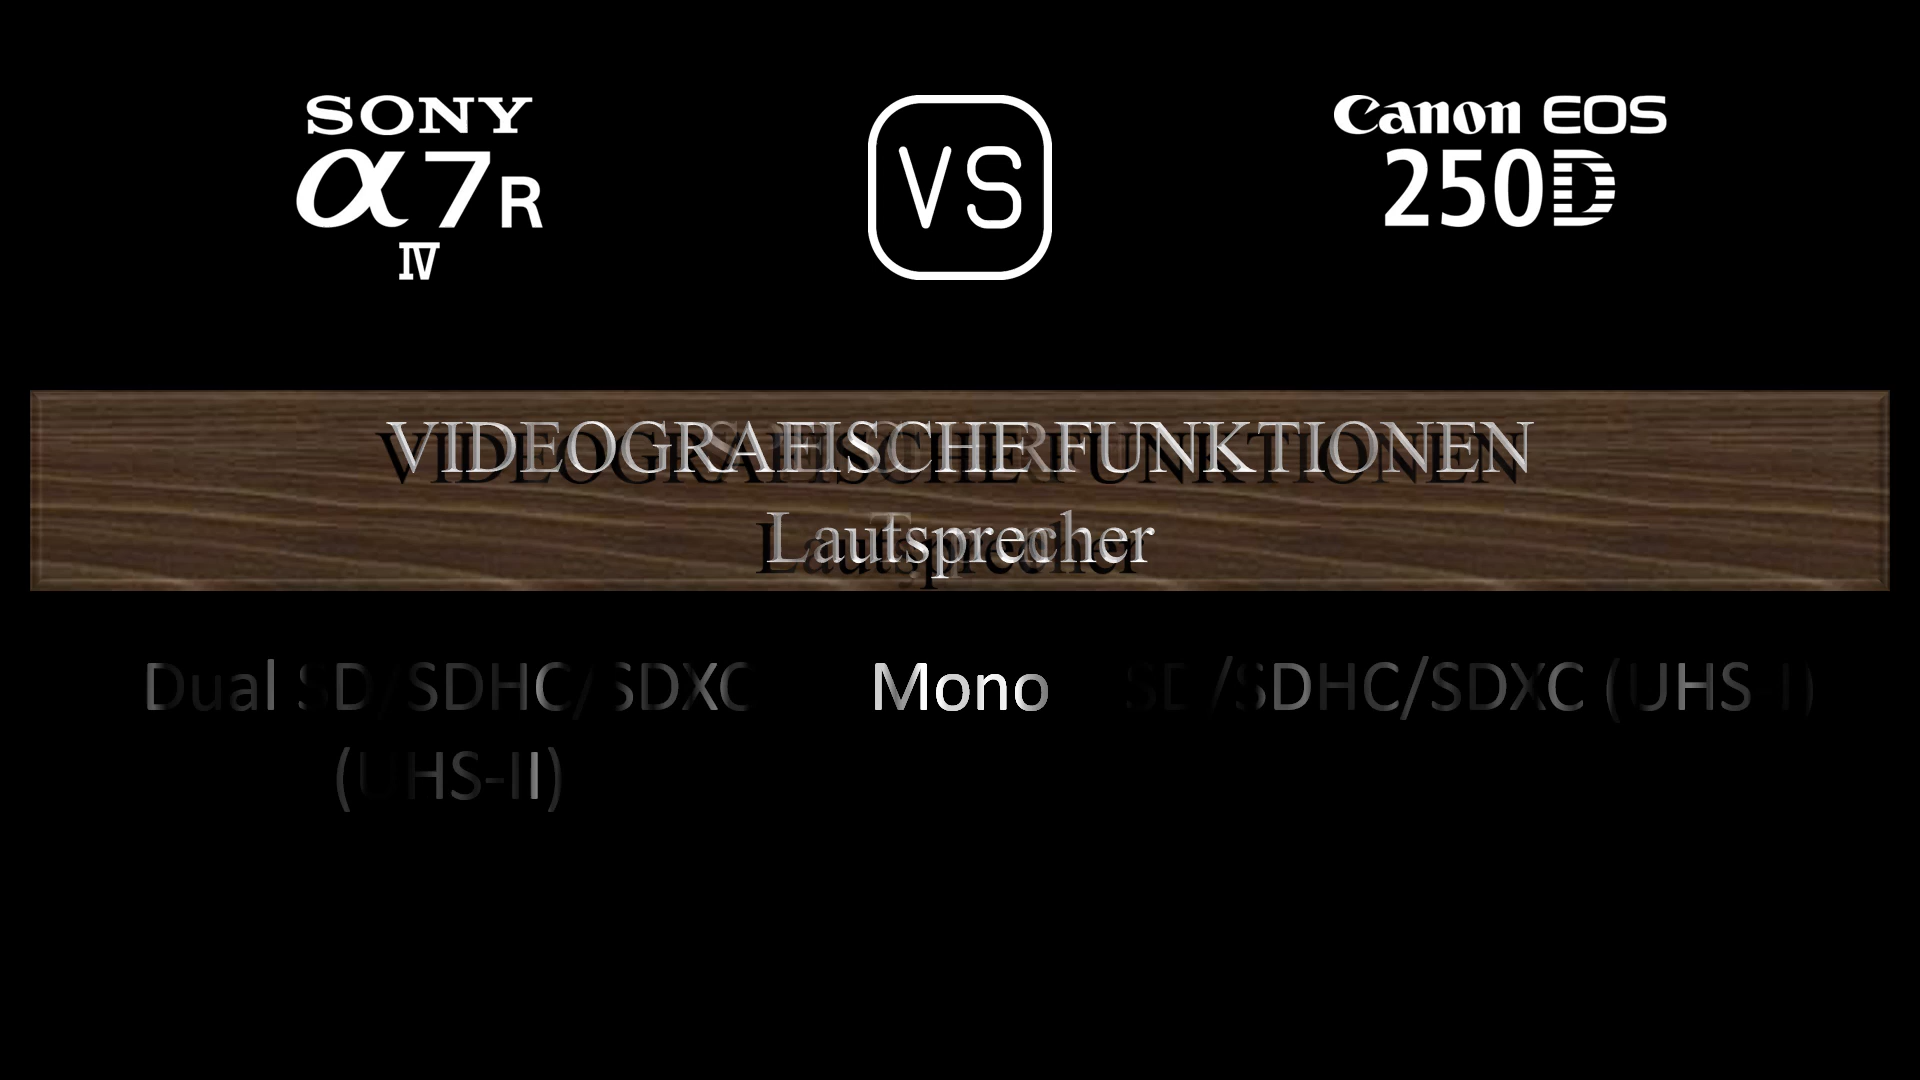 SONY
α7R
IV
VS
Canon EOS
250D
VIDEOGRAFISCHE FUNKTIONEN
Lautsprecher
Dual SD/SDHC/SDXC
(UHS-II)
Mono
SD/SDHC/SDXC (UHS-I)